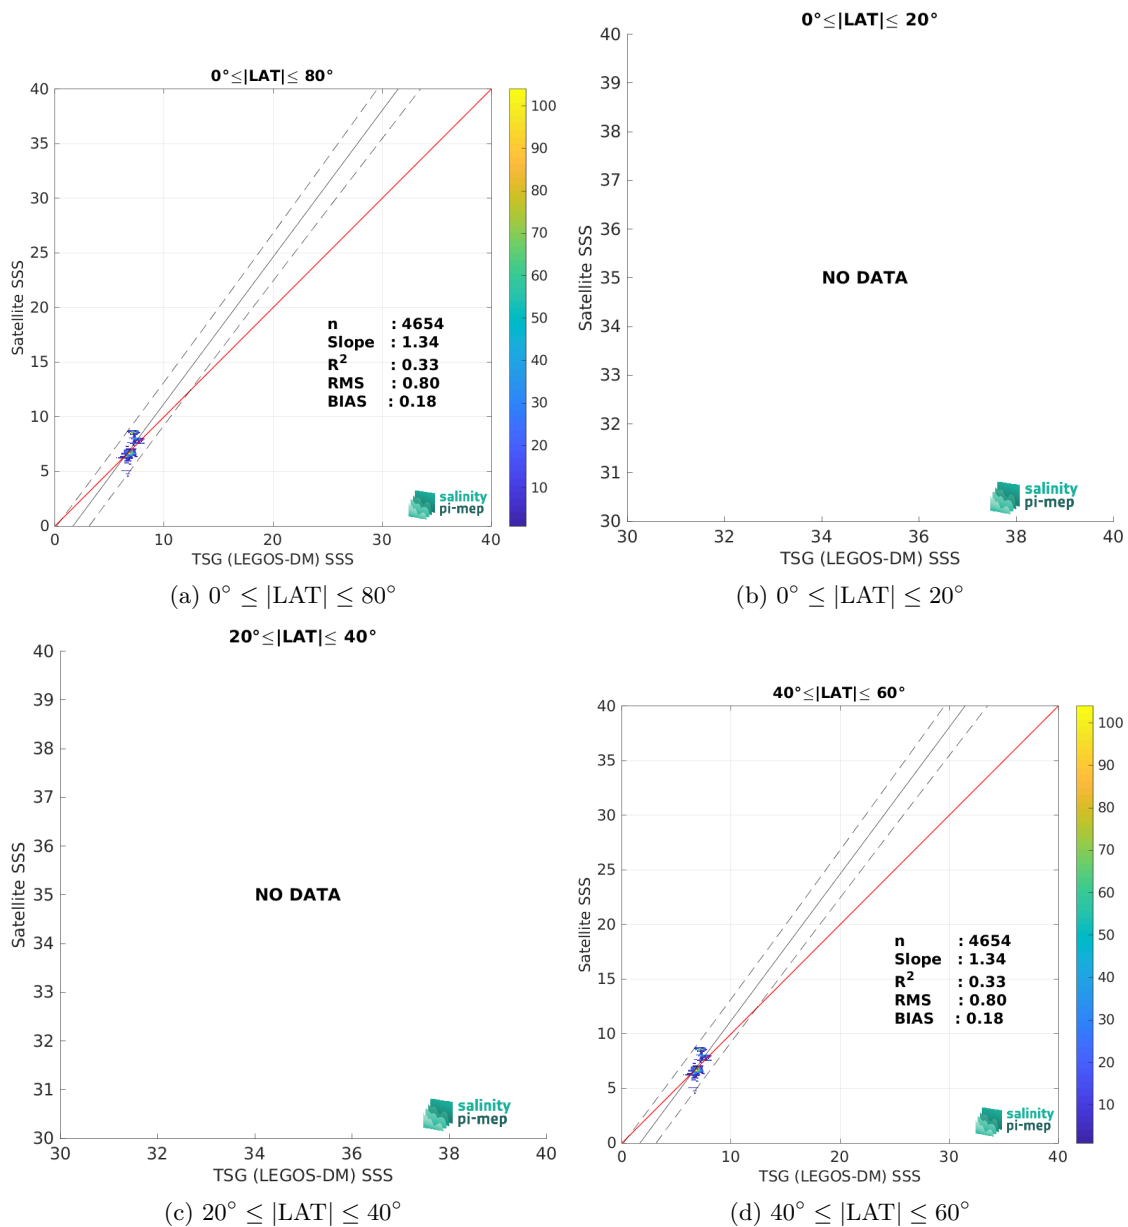 0°≤|LAT|≤ 80°
40
35
30
25
20
15
10
5
0
Satellite SSS
0
10
20
30
40
TSG (LEGOS-DM) SSS
100
90
80
70
60
50
40
30
20
10
n : 4654
Slope : 1.34
R² : 0.33
RMS : 0.80
BIAS : 0.18
salinity
pi-mep
(a) 0° ≤ |LAT| ≤ 80°
0°≤|LAT|≤ 20°
40
39
38
37
36
35
34
33
32
31
30
Satellite SSS
NO DATA
30
32
34
36
38
40
TSG (LEGOS-DM) SSS
salinity
pi-mep
(b) 0° ≤ |LAT| ≤ 20°
20°≤|LAT|≤ 40°
40
39
38
37
36
35
34
33
32
31
30
Satellite SSS
NO DATA
30
32
34
36
38
40
TSG (LEGOS-DM) SSS
salinity
pi-mep
(c) 20° ≤ |LAT| ≤ 40°
40°≤|LAT|≤ 60°
40
35
30
25
20
15
10
5
0
Satellite SSS
0
10
20
30
40
TSG (LEGOS-DM) SSS
100
90
80
70
60
50
40
30
20
10
n : 4654
Slope : 1.34
R² : 0.33
RMS : 0.80
BIAS : 0.18
salinity
pi-mep
(d) 40° ≤ |LAT| ≤ 60°